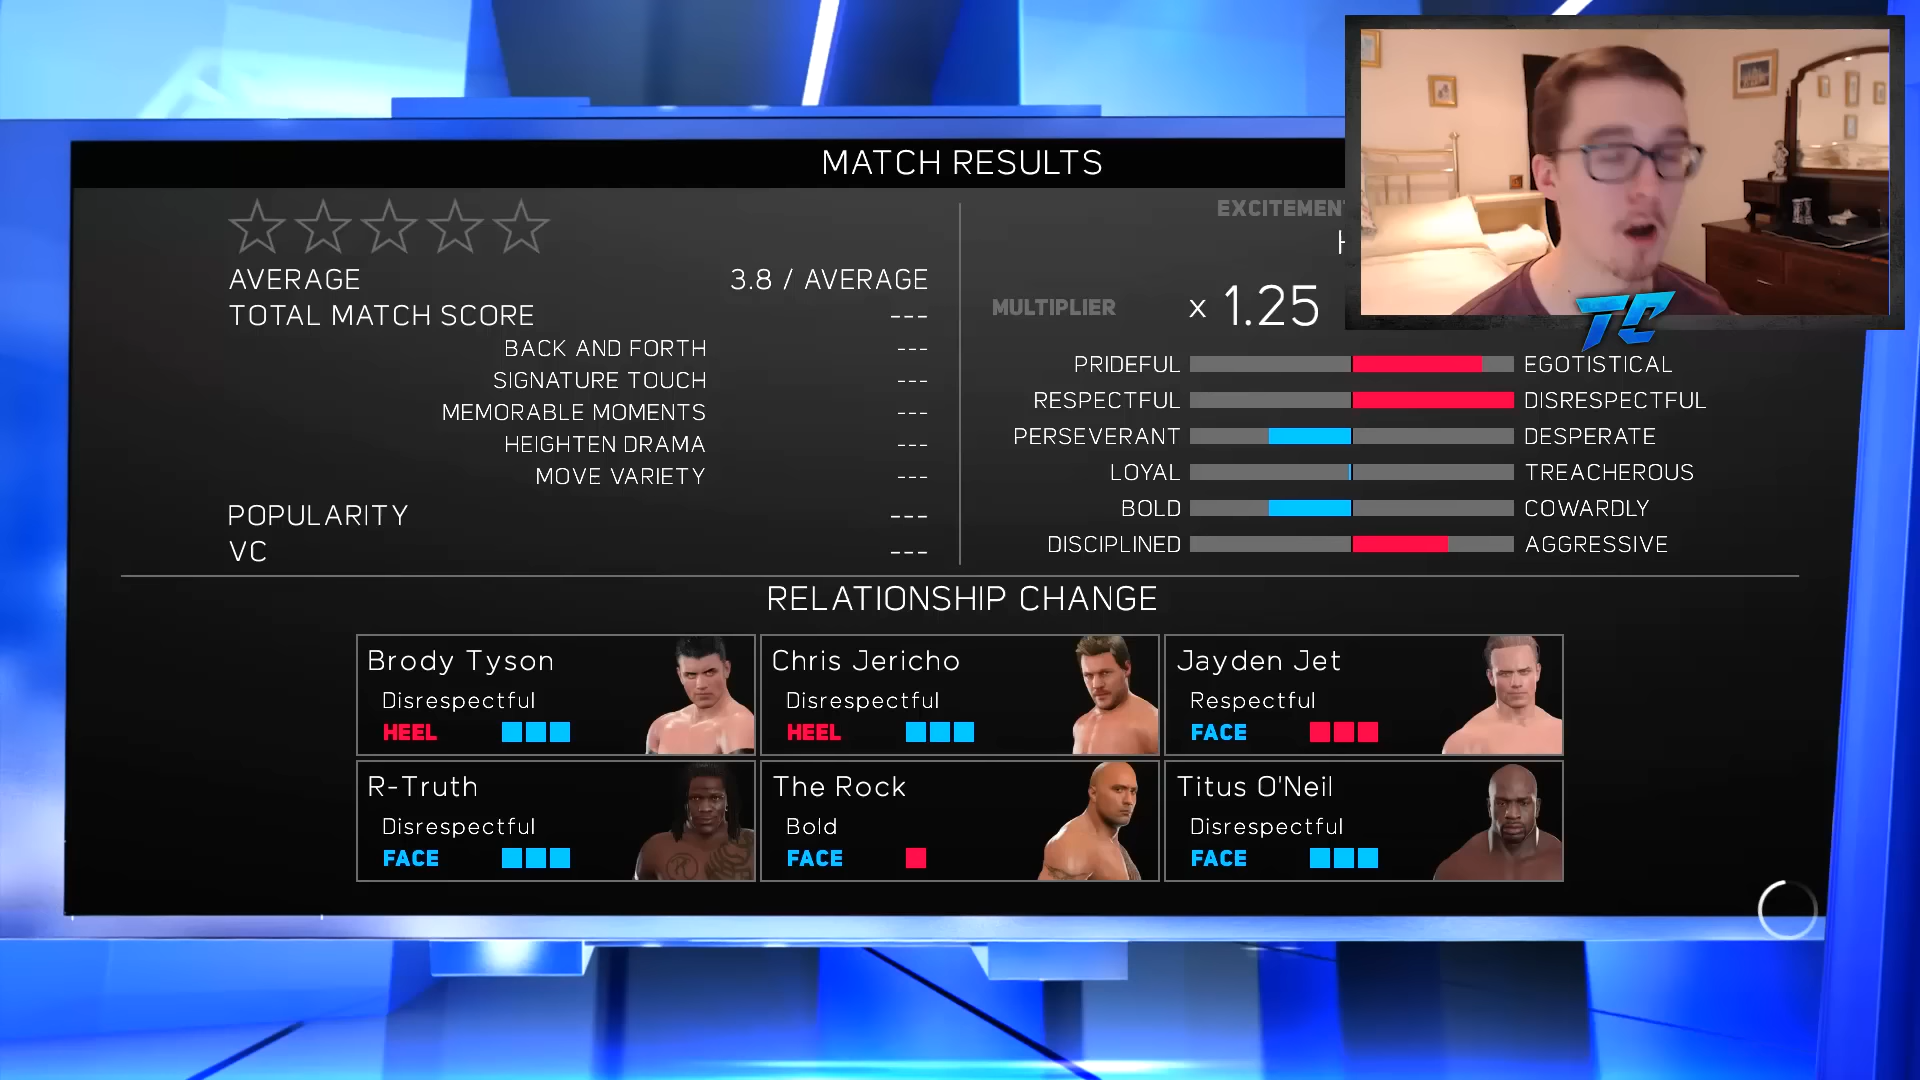 MATCH RESULTS
AVERAGE 3.8 / AVERAGE
TOTAL MATCH SCORE ---
BACK AND FORTH ---
SIGNATURE TOUCH ---
MEMORABLE MOMENTS ---
HEIGHTEN DRAMA ---
MOVE VARIETY ---
POPULARITY ---
VC ---
EXCITEMEN
H
MULTIPLIER x 1.25
TC
PRIDEFUL EGOTISTICAL
RESPECTFUL DISRESPECTFUL
PERSEVERANT DESPERATE
LOYAL TREACHEROUS
BOLD COWARDLY
DISCIPLINED AGGRESSIVE
RELATIONSHIP CHANGE
Brody Tyson
Disrespectful
HEEL
Chris Jericho
Disrespectful
HEEL
Jayden Jet
Respectful
FACE
R-Truth
Disrespectful
FACE
The Rock
Bold
FACE
Titus O'Neil
Disrespectful
FACE